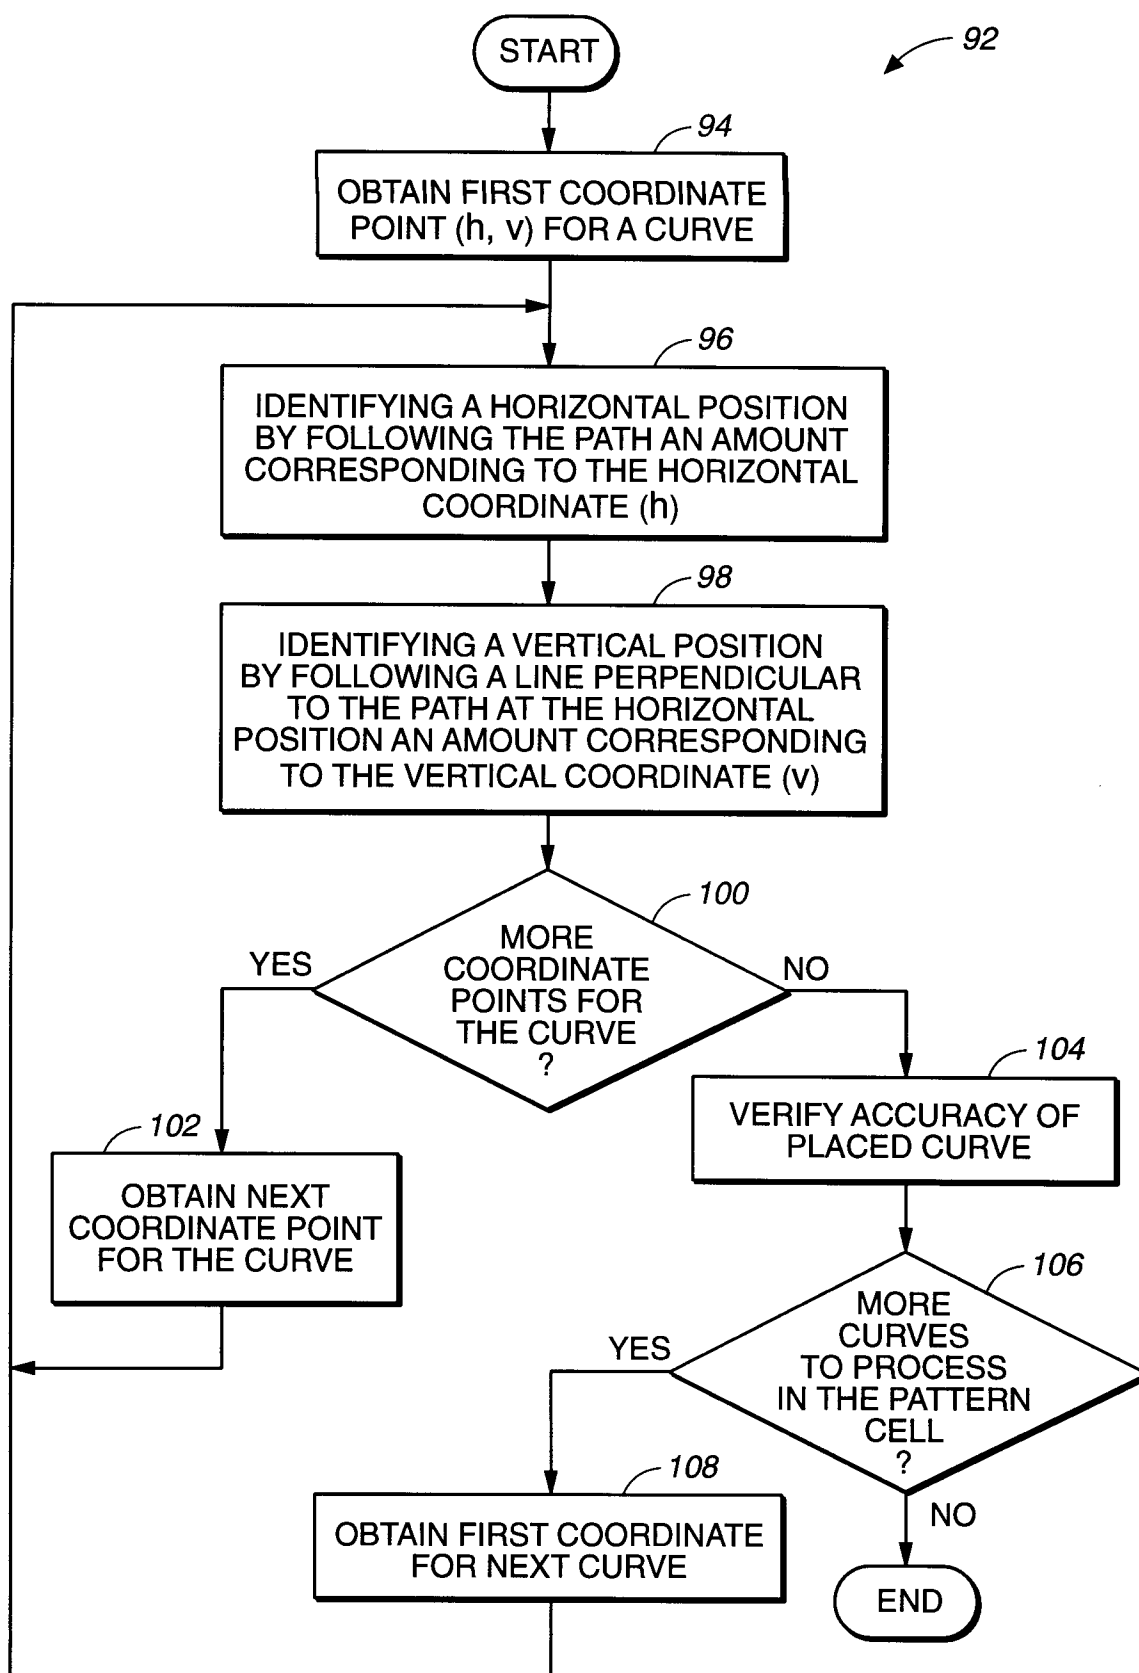 START
92
94
OBTAIN FIRST COORDINATE
POINT (h, v) FOR A CURVE
96
IDENTIFYING A HORIZONTAL POSITION
BY FOLLOWING THE PATH AN AMOUNT
CORRESPONDING TO THE HORIZONTAL
COORDINATE (h)
98
IDENTIFYING A VERTICAL POSITION
BY FOLLOWING A LINE PERPENDICULAR
TO THE PATH AT THE HORIZONTAL
POSITION AN AMOUNT CORRESPONDING
TO THE VERTICAL COORDINATE (v)
100
MORE
COORDINATE
POINTS FOR
THE CURVE
?
YES
NO
102
OBTAIN NEXT
COORDINATE POINT
FOR THE CURVE
104
VERIFY ACCURACY OF
PLACED CURVE
106
MORE
CURVES
TO PROCESS
IN THE PATTERN
CELL
?
YES
NO
108
OBTAIN FIRST COORDINATE
FOR NEXT CURVE
END